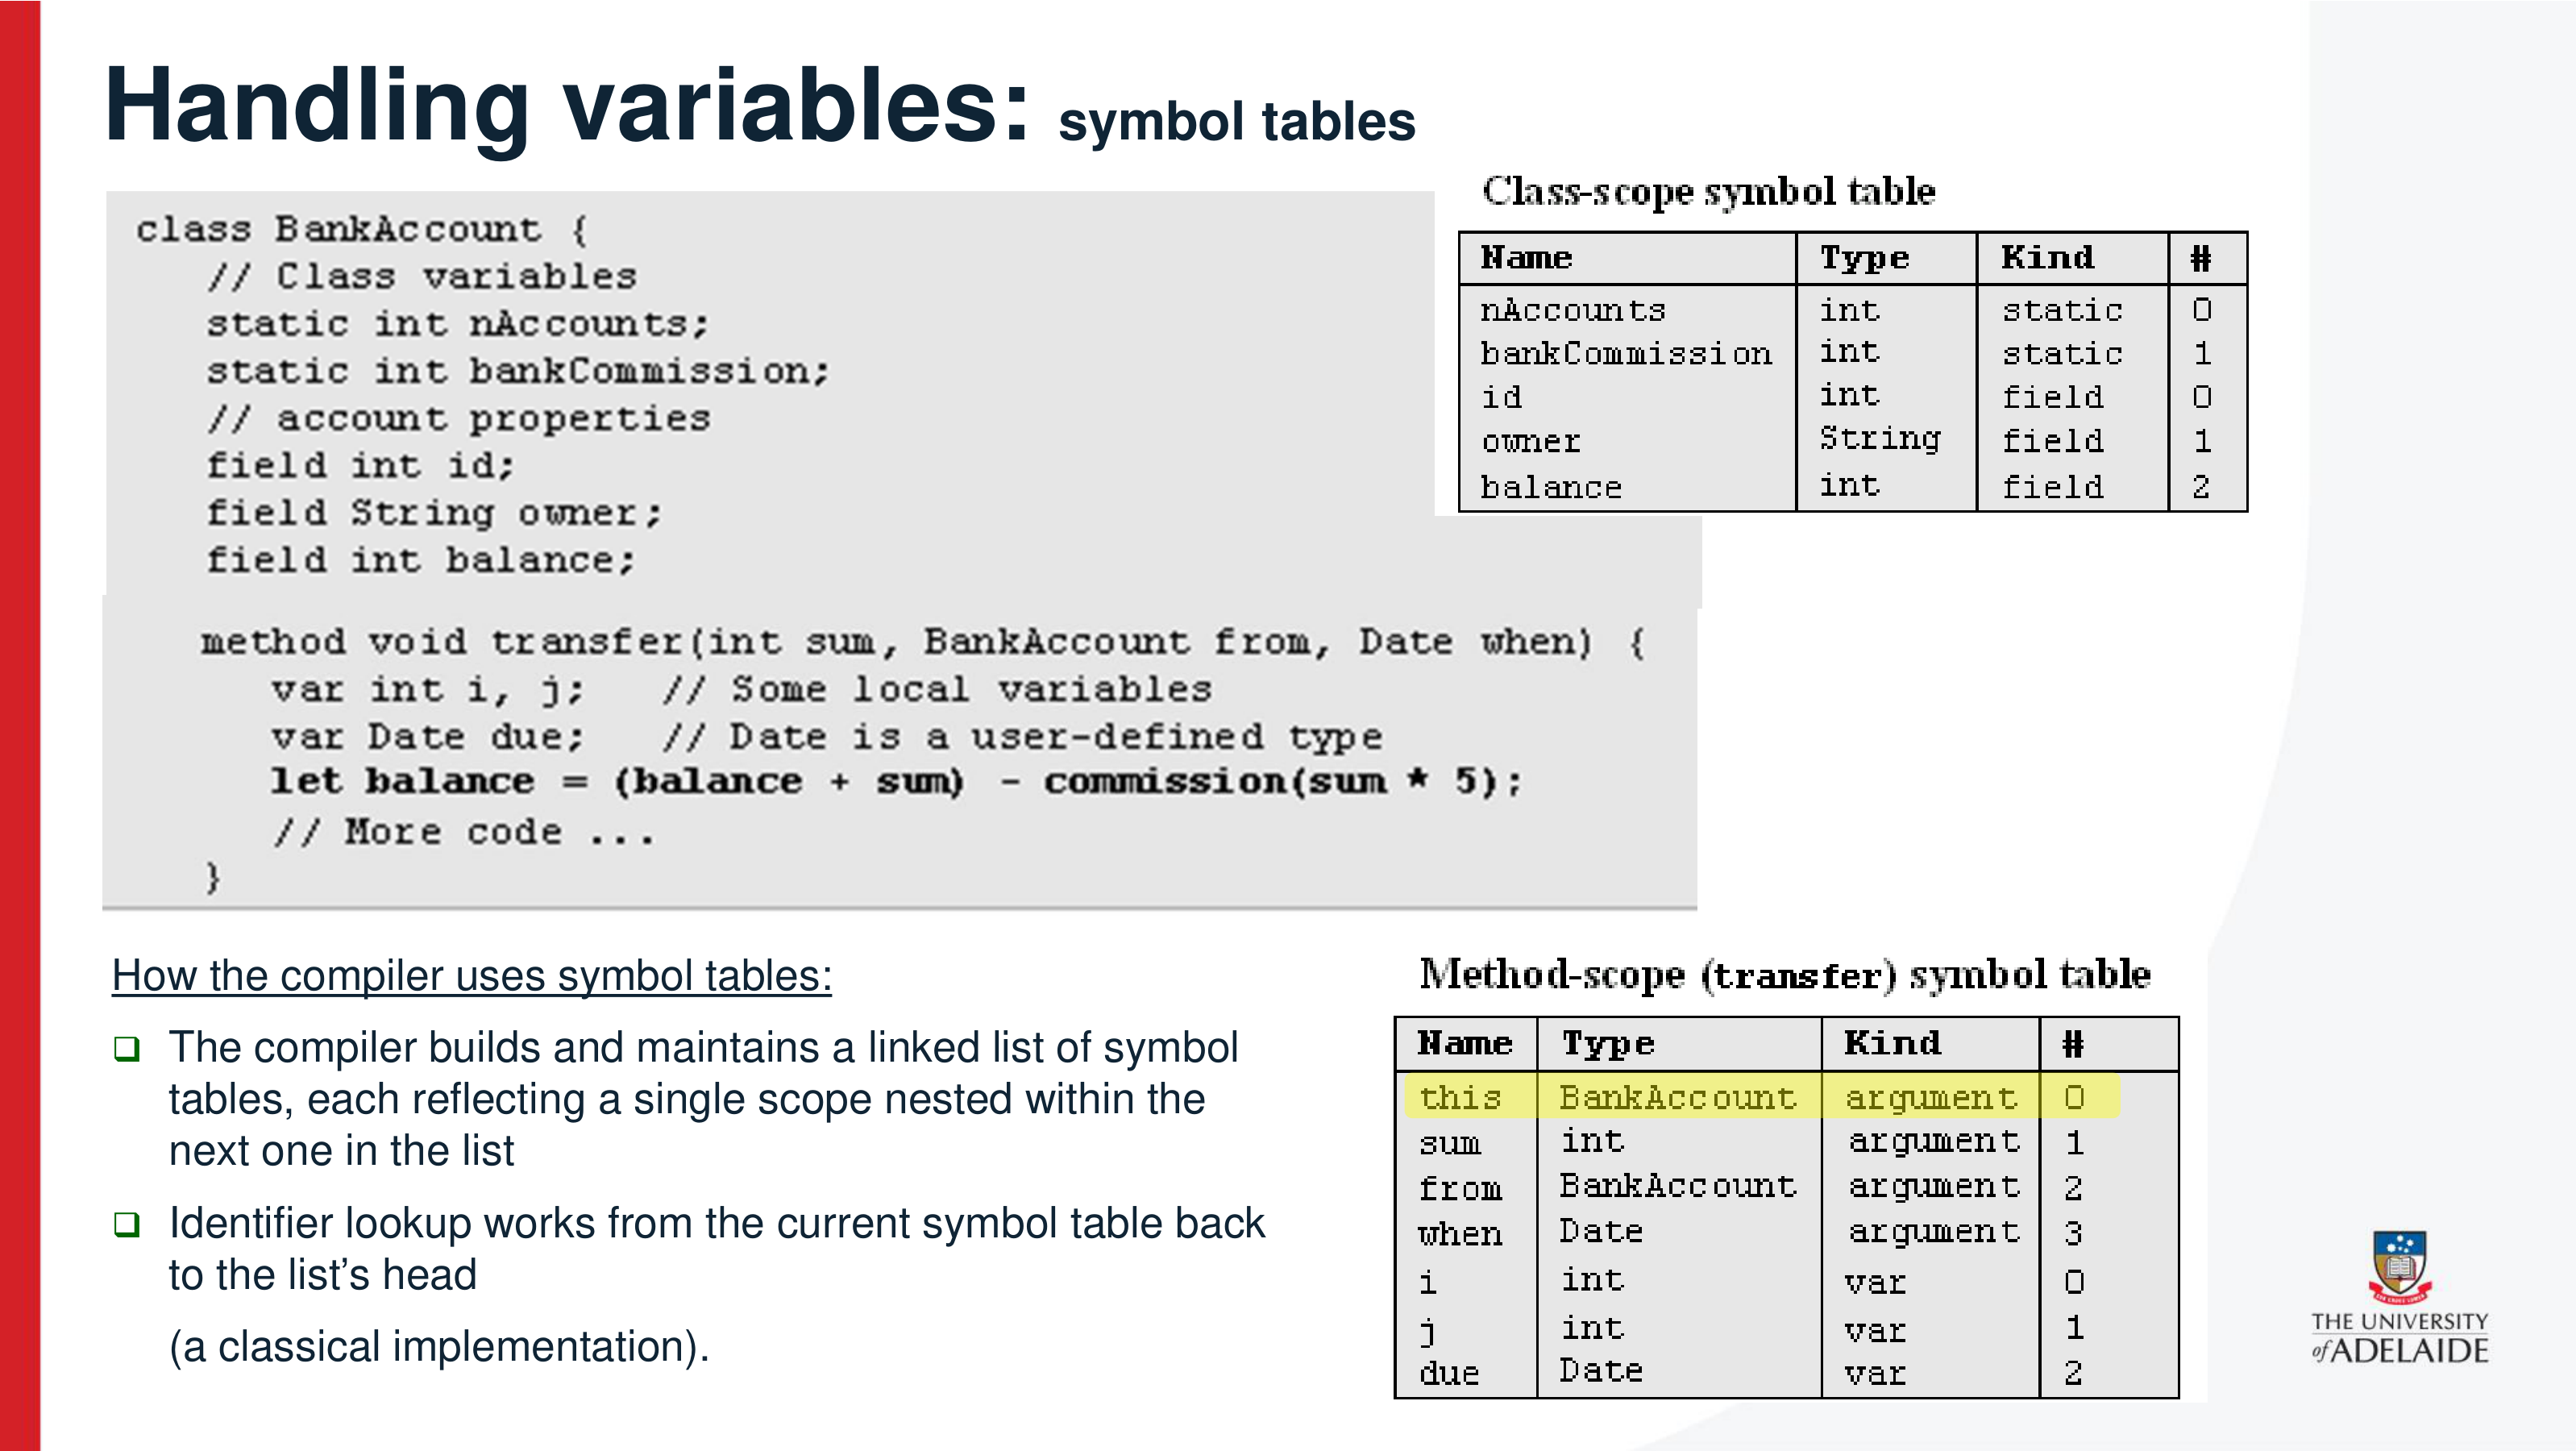 Handling variables: symbol tables
class BankAccount {
// Class variables
static int nAccounts;
static int bankCommission;
// account properties
field int id;
field String owner;
field int balance;
method void transfer(int sum, BankAccount from, Date when) {
var int i, j; // Some local variables
var Date due; // Date is a user-defined type
let balance = (balance + sum) - commission(sum * 5);
// More code ...
}
Class-scope symbol table
Name Type Kind #
nAccounts int static 0
bankCommission int static 1
id int field 0
owner String field 1
balance int field 2
How the compiler uses symbol tables:
The compiler builds and maintains a linked list of symbol
tables, each reflecting a single scope nested within the
next one in the list
Identifier lookup works from the current symbol table back
to the list’s head
(a classical implementation).
Method-scope (transfer) symbol table
Name Type Kind #
this BankAccount argument 0
sum int argument 1
from BankAccount argument 2
when Date argument 3
i int var 0
j int var 1
due Date var 2
THE UNIVERSITY
of ADELAIDE